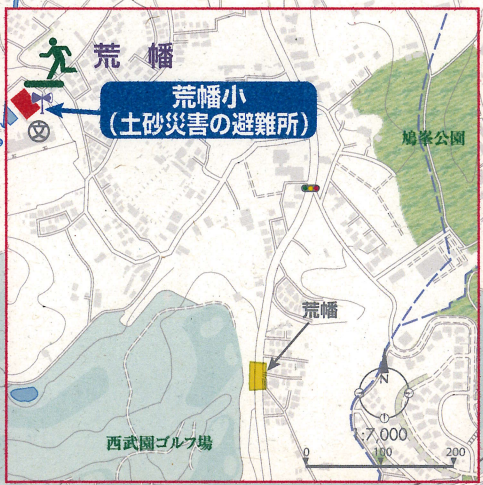 荒幡
荒幡小
(土砂災害の避難所)
文
鳩峯公園
荒幡
N
1:7,000
0 100 200
西武園ゴルフ場